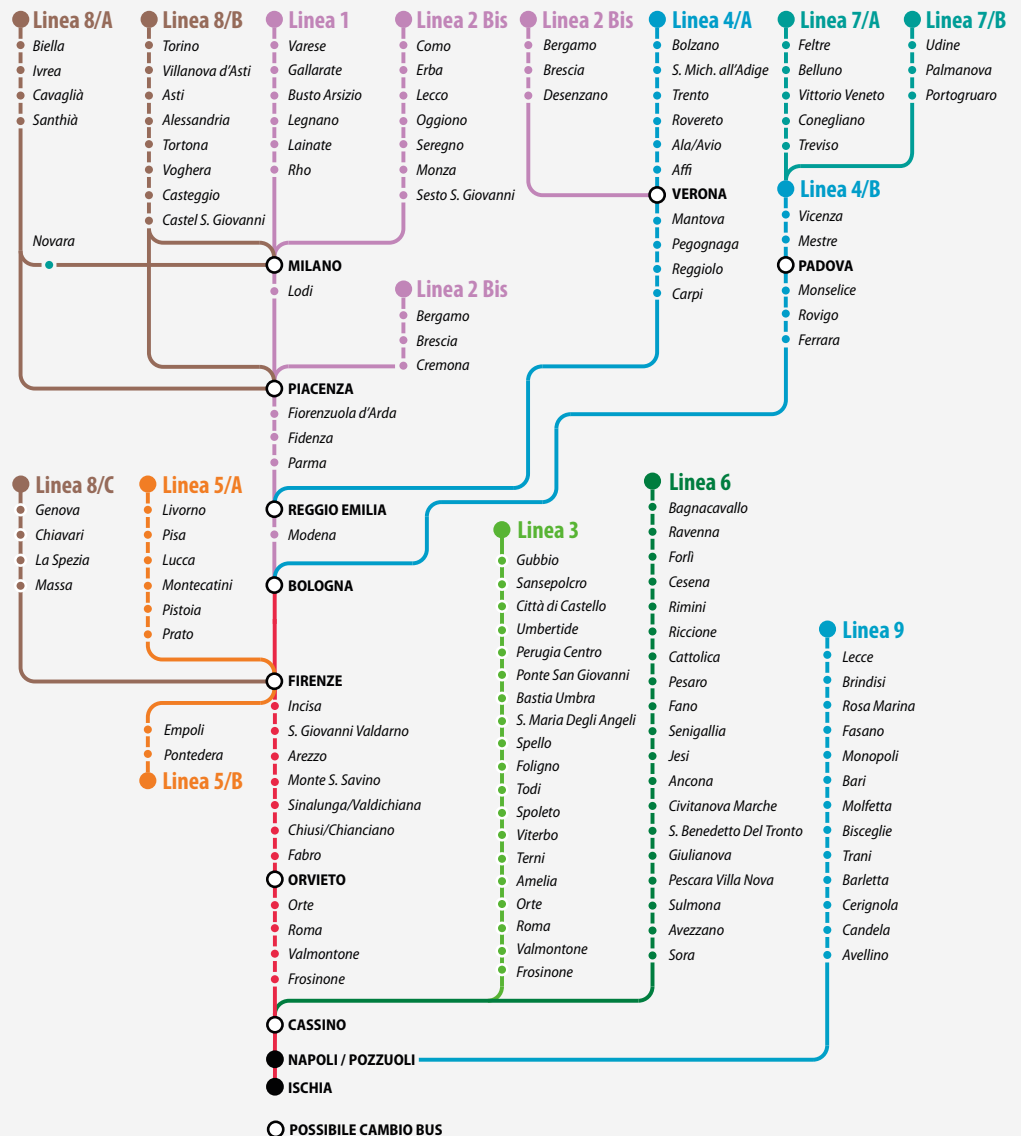 Linea 8/A
Biella
Ivrea
Cavaglià
Santhià
Novara
Linea 8/B
Torino
Villanova d'Asti
Asti
Alessandria
Tortona
Voghera
Casteggio
Castel S. Giovanni
Linea 1
Varese
Gallarate
Busto Arsizio
Legnano
Lainate
Rho
MILANO
Lodi
Linea 2 Bis
Como
Erba
Lecco
Oggiono
Seregno
Monza
Sesto S. Giovanni
Linea 2 Bis
Bergamo
Brescia
Desenzano
Linea 4/A
Bolzano
S. Mich. all'Adige
Trento
Rovereto
Ala/Avio
Affi
VERONA
Mantova
Pegognaga
Reggiolo
Carpi
Linea 7/A
Feltre
Belluno
Vittorio Veneto
Conegliano
Treviso
Linea 7/B
Udine
Palmanova
Portogruaro
Linea 4/B
Vicenza
Mestre
PADOVA
Monselice
Rovigo
Ferrara
Linea 2 Bis
Bergamo
Brescia
Cremona
PIACENZA
Fiorenzuola d'Arda
Fidenza
Parma
REGGIO EMILIA
Modena
BOLOGNA
Linea 8/C
Genova
Chiavari
La Spezia
Massa
Linea 5/A
Livorno
Pisa
Lucca
Montecatini
Pistoia
Prato
FIRENZE
Empoli
Pontedera
Linea 5/B
Incisa
S. Giovanni Valdarno
Arezzo
Monte S. Savino
Sinalunga/Valdichiana
Chiusi/Chianciano
Fabro
ORVIETO
Orte
Roma
Valmontone
Frosinone
CASSINO
NAPOLI / POZZUOLI
ISCHIA
Linea 3
Gubbio
Sansepolcro
Città di Castello
Umbertide
Perugia Centro
Ponte San Giovanni
Bastia Umbra
S. Maria Degli Angeli
Spello
Foligno
Todi
Spoleto
Viterbo
Terni
Amelia
Orte
Roma
Valmontone
Frosinone
Linea 6
Bagnacavallo
Ravenna
Forlì
Cesena
Rimini
Riccione
Cattolica
Pesaro
Fano
Senigallia
Jesi
Ancona
Civitanova Marche
S. Benedetto Del Tronto
Giulianova
Pescara Villa Nova
Sulmona
Avezzano
Sora
Linea 9
Lecce
Brindisi
Rosa Marina
Fasano
Monopoli
Bari
Molfetta
Bisceglie
Trani
Barletta
Cerignola
Candela
Avellino
POSSIBILE CAMBIO BUS